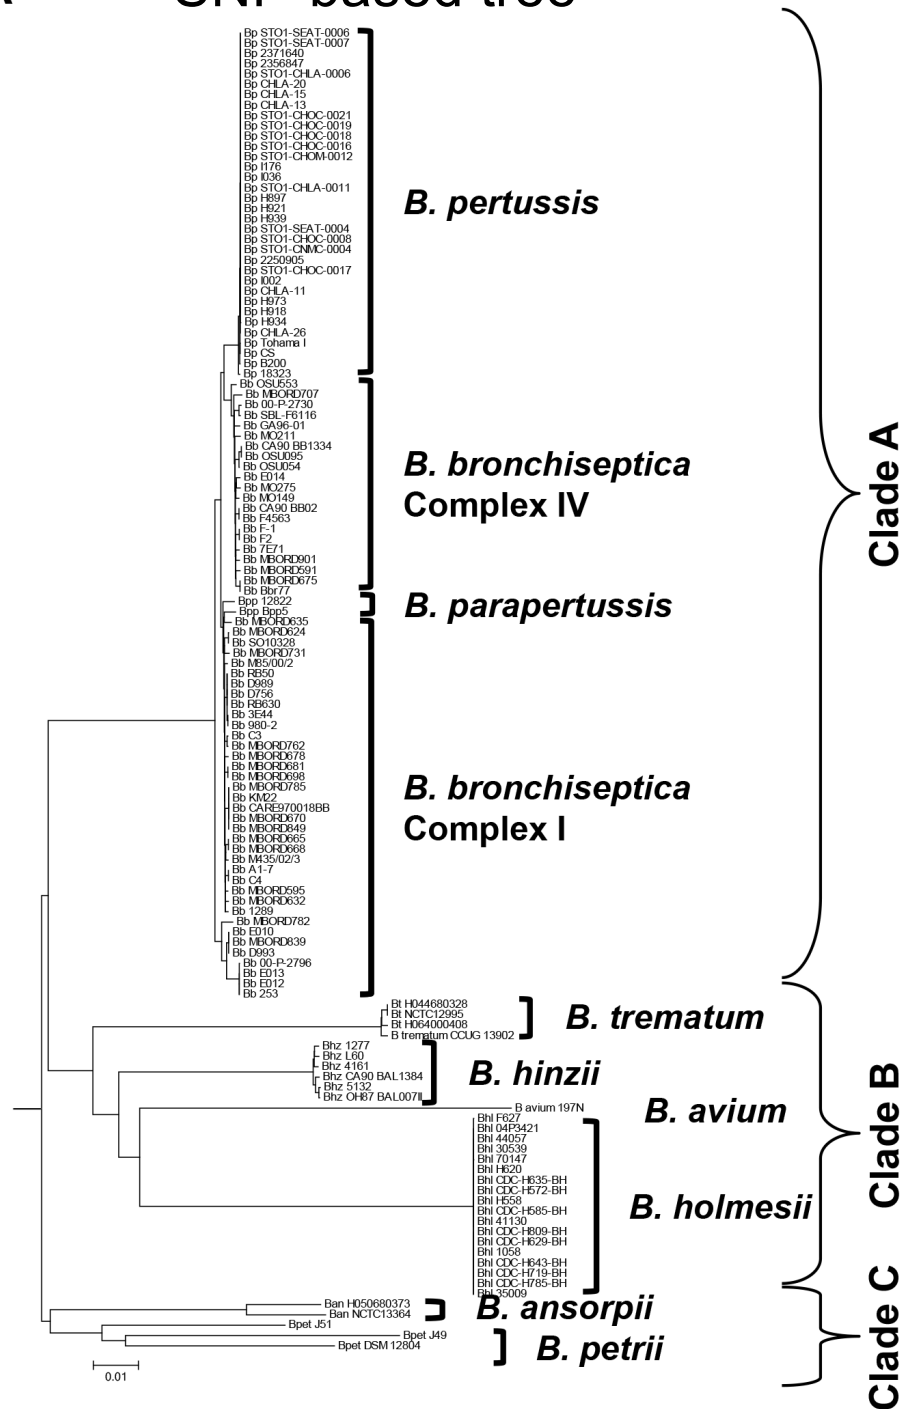 Bp STO1-SEAT-0006
Bp STO1-SEAT-0007
Bp 2371640
Bp 2356847
Bp STO1-CHLA-0006
Bp CHLA-20
Bp CHLA-15
Bp CHLA-13
Bp STO1-CHOC-0021
Bp STO1-CHOC-0019
Bp STO1-CHOC-0018
Bp STO1-CHOC-0016
Bp STO1-CHOM-0012
Bp I176
Bp I036
Bp STO1-CHLA-0011
Bp H897
Bp H921
Bp H939
Bp STO1-SEAT-0004
Bp STO1-CHOC-0008
Bp STO1-CNMC-0004
Bp 2250905
Bp STO1-CHOC-0017
Bp I002
Bp CHLA-11
Bp H973
Bp H918
Bp H934
Bp CHLA-26
Bp Tohama I
Bp CS
Bp B200
Bp 18323
B. pertussis
Bb OSU553
Bb MBORD707
Bb 00-P-2730
Bb SBL-F6116
Bb GA96-01
Bb MO211
Bb CA90 BB1334
Bb OSU095
Bb OSU054
Bb E014
Bb MO275
Bb MO149
Bb CA90 BB02
Bb F4563
Bb F-1
Bb F2
Bb 7E71
Bb MBORD901
Bb MBORD591
Bb MBORD675
Bb Bbr77
B. bronchiseptica
Complex IV
Bpp 12822
Bpp Bpp5
B. parapertussis
Bb MBORD635
Bb MBORD624
Bb SO10328
Bb MBORD731
Bb M85/00/2
Bb RB50
Bb D989
Bb D756
Bb RB630
Bb 3E44
Bb 980-2
Bb C3
Bb MBORD762
Bb MBORD678
Bb MBORD681
Bb MBORD698
Bb MBORD785
Bb KM22
Bb CARE970018BB
Bb MBORD670
Bb MBORD849
Bb MBORD665
Bb MBORD668
Bb M435/02/3
Bb A1-7
Bb C4
Bb MBORD595
Bb MBORD632
Bb 1289
Bb MBORD782
Bb E010
Bb MBORD839
Bb D993
Bb 00-P-2796
Bb E013
Bb E012
Bb 253
B. bronchiseptica
Complex I
Clade A
Bt H044680328
Bt NCTC12995
Bt H064000408
B trematum CCUG 13902
B. trematum
Bhz 1277
Bhz L60
Bhz 4161
Bhz CA90 BAL1384
Bhz 5132
Bhz OH87 BAL007II
B. hinzii
B avium 197N
B. avium
Bhl F627
Bhl 04P3421
Bhl 44057
Bhl 30539
Bhl 70147
Bhl H620
Bhl CDC-H635-BH
Bhl CDC-H572-BH
Bhl H558
Bhl CDC-H585-BH
Bhl 41130
Bhl CDC-H809-BH
Bhl CDC-H629-BH
Bhl 1058
Bhl CDC-H643-BH
Bhl CDC-H719-BH
Bhl CDC-H785-BH
Bhl 35009
B. holmesii
Clade B
Ban H050680373
Ban NCTC13364
B. ansorpii
Bpet J51
Bpet J49
Bpet DSM 12804
B. petrii
Clade C
0.01